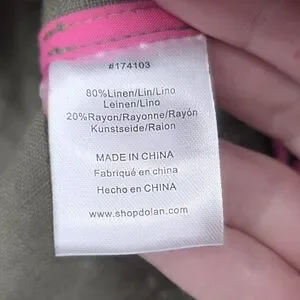 #174103
80%Linen/Lin/Lino
Leinen/Lino
20%Rayon/Rayonne/Rayón
Kunstseide/Raion
MADE IN CHINA
Fabriqué en china
Hecho en CHINA
www.shopdolan.com